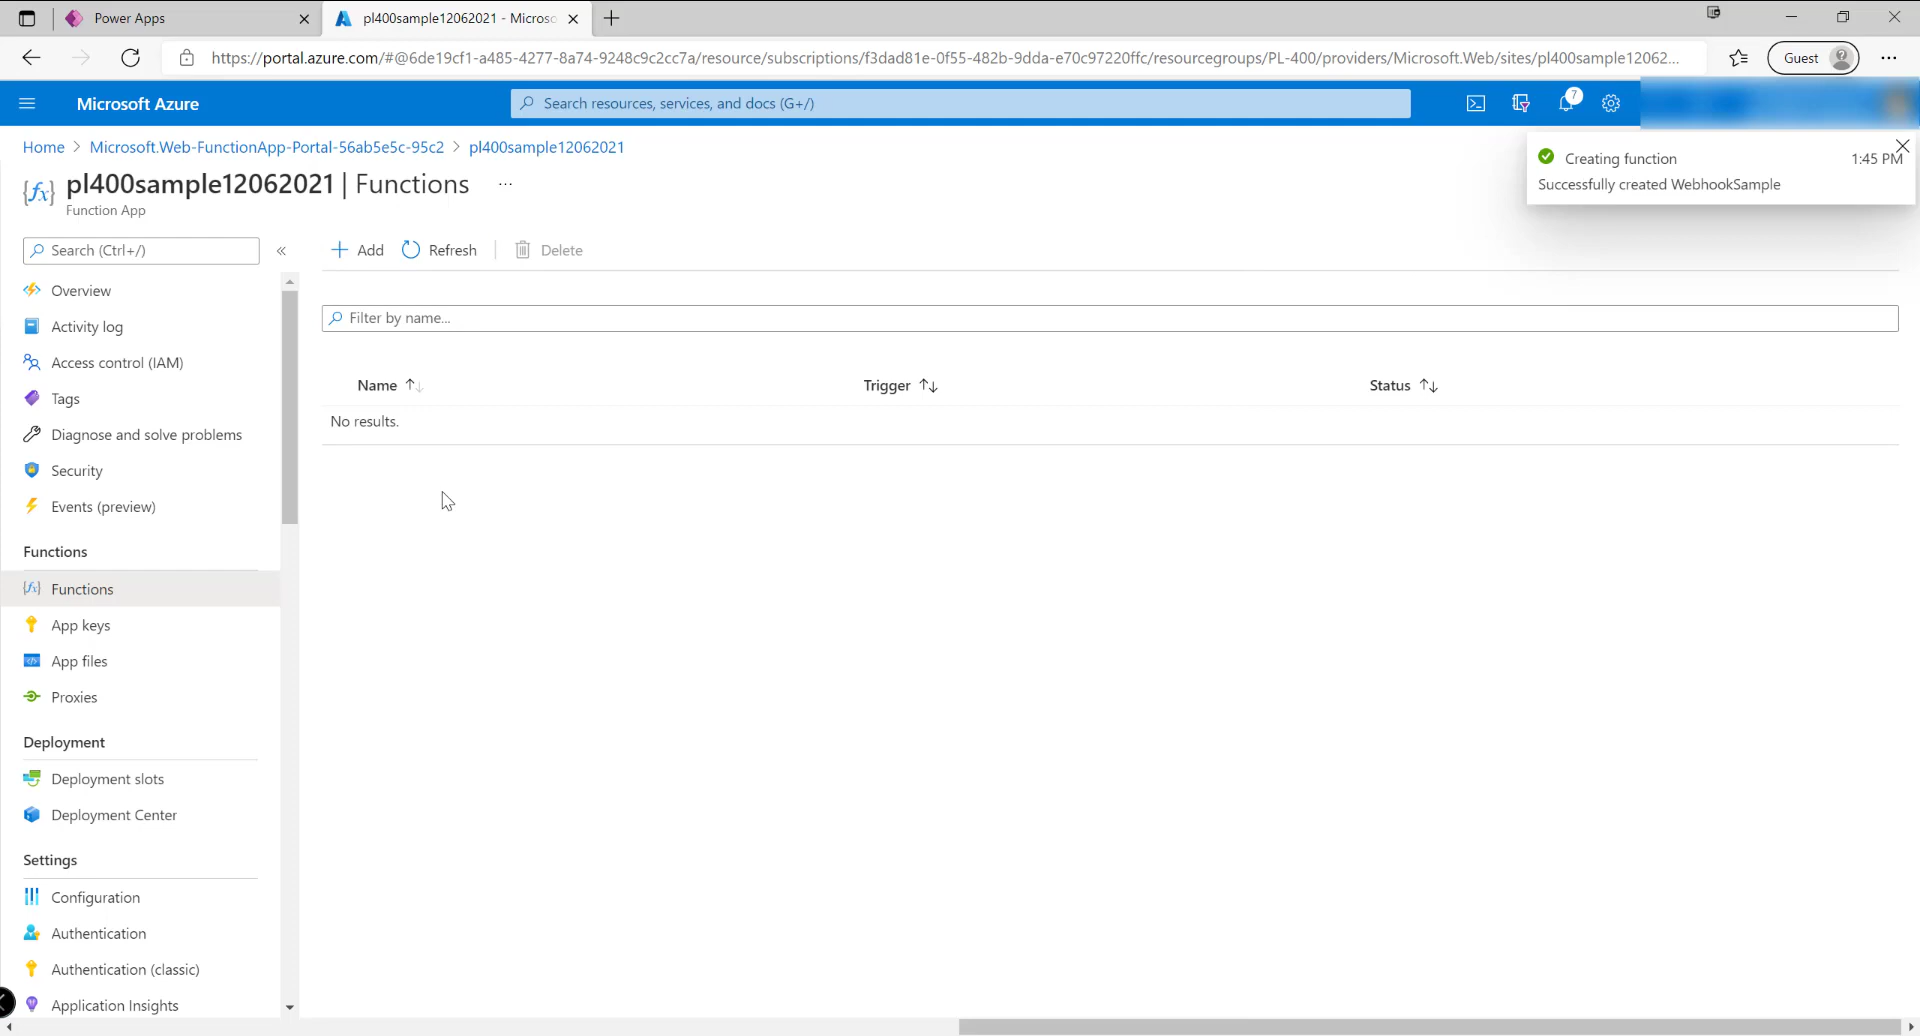 Power Apps
pl400sample12062021 - Microsc
https://portal.azure.com/#@6de19cf1-a485-4277-8a74-9248c9c2cc7a/resource/subscriptions/f3dad81e-0f55-482b-9dda-e70c97220ffc/resourcegroups/PL-400/providers/Microsoft.Web/sites/pl400sample12062...
Guest
Microsoft Azure
Search resources, services, and docs (G+/)
7
Home > Microsoft.Web-FunctionApp-Portal-56ab5e5c-95c2 > pl400sample12062021
Creating function
1:45 PM
Successfully created WebhookSample
pl400sample12062021 | Functions
...
Function App
Search (Ctrl+/)
«
Add
Refresh
Delete
Overview
Activity log
Access control (IAM)
Tags
Diagnose and solve problems
Security
Events (preview)
Functions
Functions
App keys
App files
Proxies
Deployment
Deployment slots
Deployment Center
Settings
Configuration
Authentication
Authentication (classic)
Application Insights
Filter by name...
Name
Trigger
Status
No results.